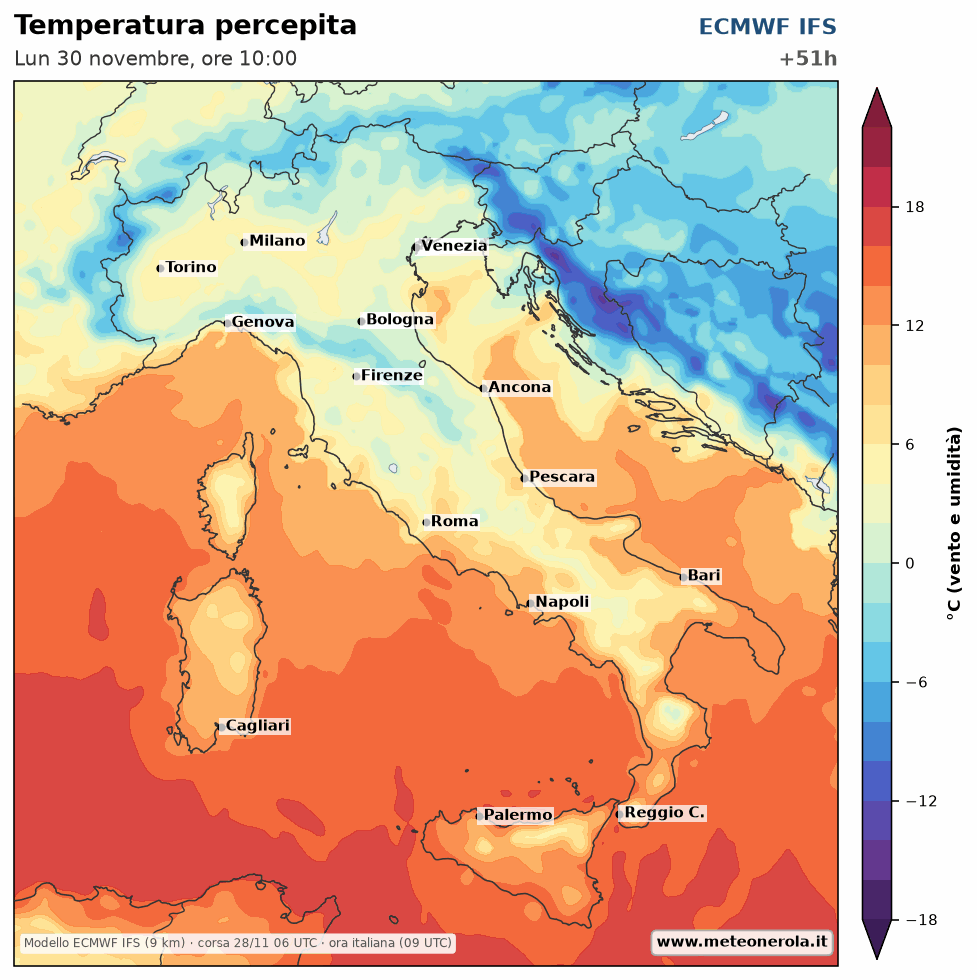 Temperatura percepita
ECMWF IFS
Lun 30 novembre, ore 10:00
+51h
Milano
Venezia
Torino
Genova
Bologna
Firenze
Ancona
Pescara
Roma
Bari
Napoli
Cagliari
Palermo
Reggio C.
18
12
6
0
−6
−12
−18
°C (vento e umidità)
Modello ECMWF IFS (9 km) · corsa 28/11 06 UTC · ora italiana (09 UTC)
www.meteonerola.it